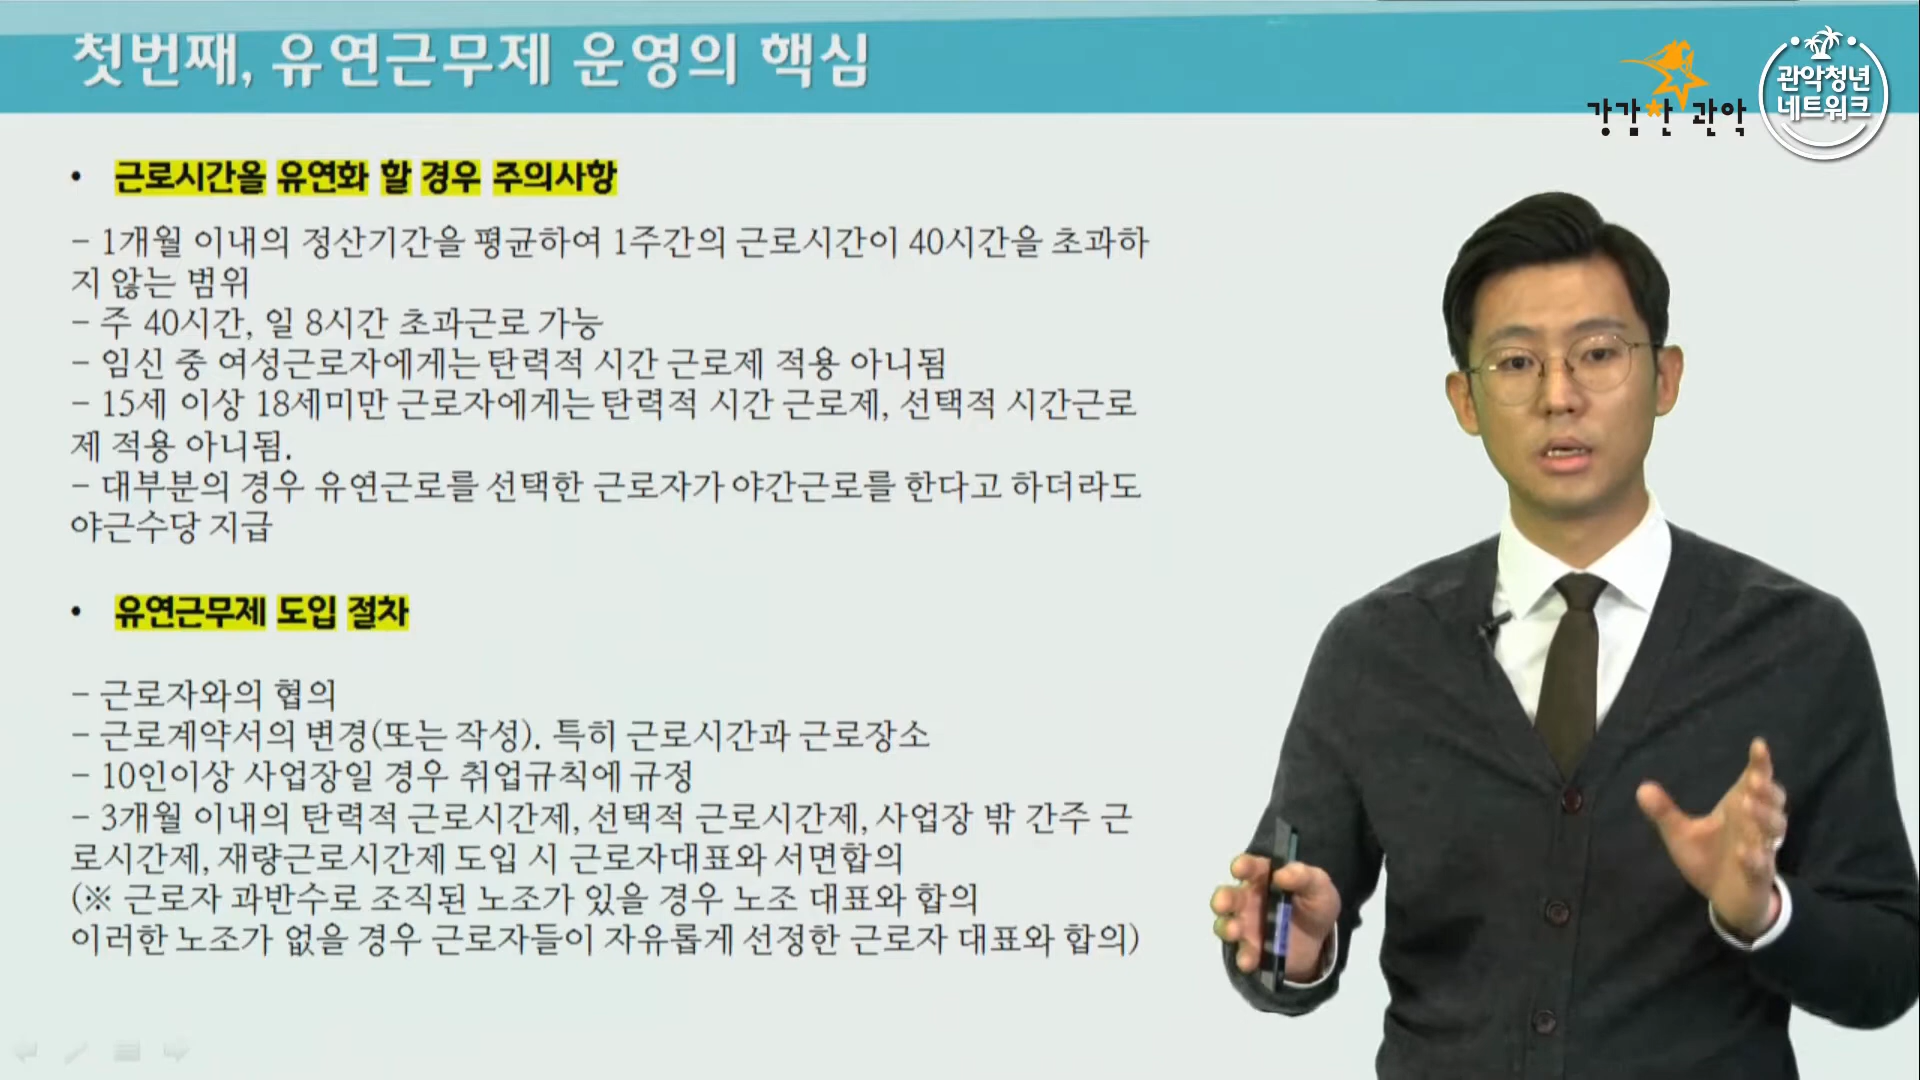 첫번째, 유연근무제 운영의 핵심
강감찬 관악
관악청년
네트워크
• 근로시간을 유연화 할 경우 주의사항
- 1개월 이내의 정산기간을 평균하여 1주간의 근로시간이 40시간을 초과하
지 않는 범위
- 주 40시간, 일 8시간 초과근로 가능
- 임신 중 여성근로자에게는 탄력적 시간 근로제 적용 아니됨
- 15세 이상 18세미만 근로자에게는 탄력적 시간 근로제, 선택적 시간근로
제 적용 아니됨.
- 대부분의 경우 유연근로를 선택한 근로자가 야간근로를 한다고 하더라도
야근수당 지급
• 유연근무제 도입 절차
- 근로자와의 협의
- 근로계약서의 변경(또는 작성). 특히 근로시간과 근로장소
- 10인이상 사업장일 경우 취업규칙에 규정
- 3개월 이내의 탄력적 근로시간제, 선택적 근로시간제, 사업장 밖 간주 근
로시간제, 재량근로시간제 도입 시 근로자대표와 서면합의
(※ 근로자 과반수로 조직된 노조가 있을 경우 노조 대표와 합의
이러한 노조가 없을 경우 근로자들이 자유롭게 선정한 근로자 대표와 합의)